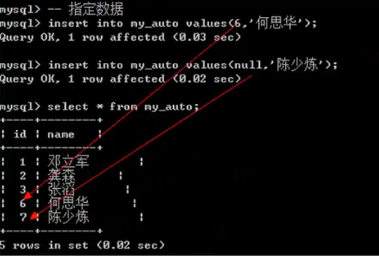 mysql> -- 指定数据
mysql> insert into my_auto values(6,'何思华');
Query OK, 1 row affected (0.03 sec)
mysql> insert into my_auto values(null,'陈少炼');
Query OK, 1 row affected (0.02 sec)
mysql> select * from my_auto;
+----+--------+
| id | name |
+----+--------+
| 1 | 邓立军 |
| 2 | 龚森 |
| 3 | 张滔 |
| 6 | 何思华 |
| 7 | 陈少炼 |
+----+--------+
5 rows in set (0.02 sec)